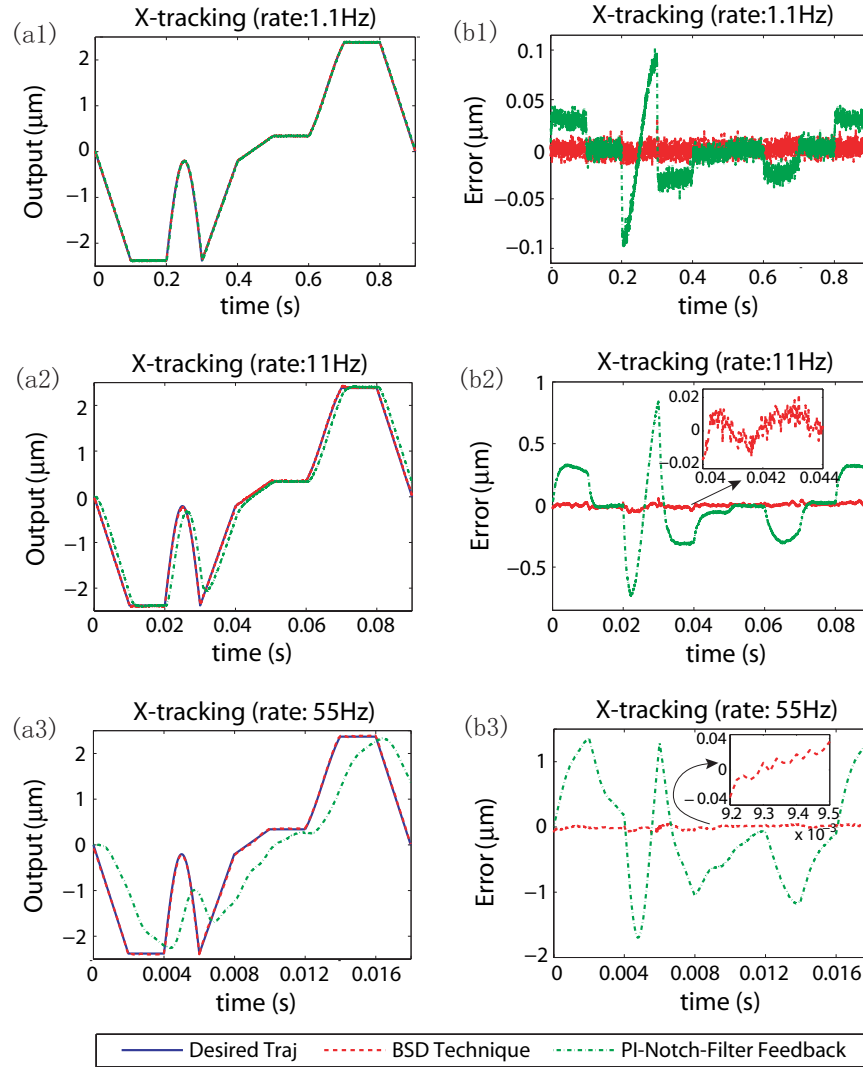 (a1)
X-tracking (rate:1.1Hz)
Output (μm)
2
1
0
−1
−2
0 0.2 0.4 0.6 0.8
time (s)
(b1)
X-tracking (rate:1.1Hz)
Error (μm)
0.1
0.05
0
−0.05
−0.1
0 0.2 0.4 0.6 0.8
time (s)
(a2)
X-tracking (rate:11Hz)
Output (μm)
2
1
0
−1
−2
0 0.02 0.04 0.06 0.08
time (s)
(b2)
X-tracking (rate:11Hz)
Error (μm)
1
0.5
0
−0.5
0 0.02 0.04 0.06 0.08
time (s)
0.02
0
−0.02
0.04 0.042 0.044
(a3)
X-tracking (rate: 55Hz)
Output (μm)
2
1
0
−1
−2
0 0.004 0.008 0.012 0.016
time (s)
(b3)
X-tracking (rate: 55Hz)
Error (μm)
1
0
−1
−2
0 0.004 0.008 0.012 0.016
time (s)
0.04
0
−0.04
9.2 9.3 9.4 9.5
x 10⁻³
Desired Traj BSD Technique PI-Notch-Filter Feedback